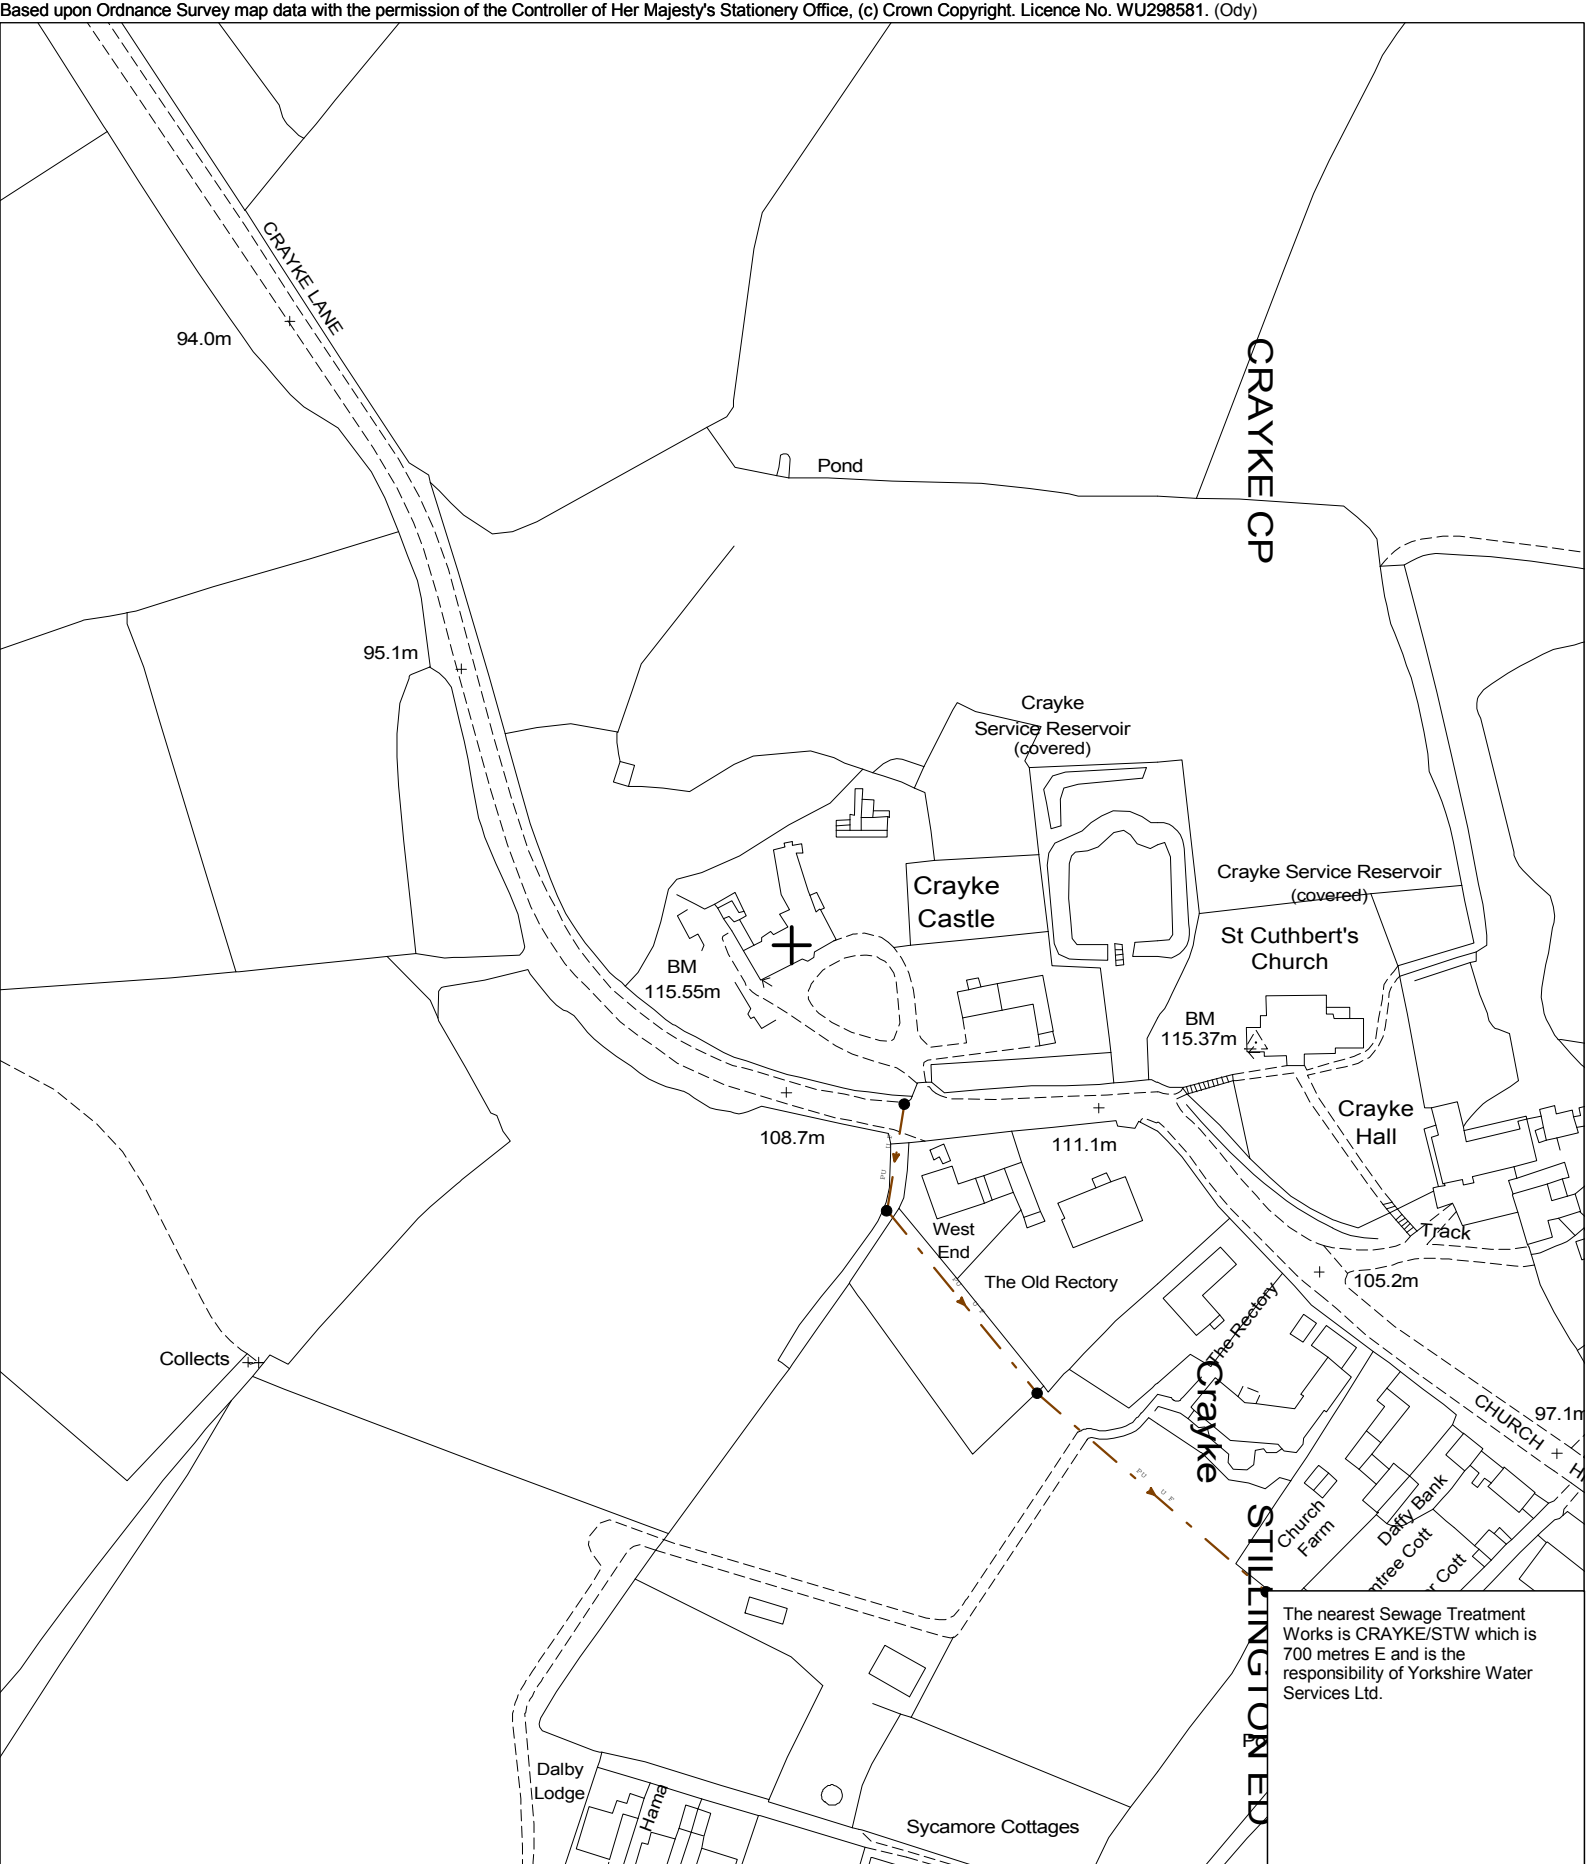 Based upon Ordnance Survey map data with the permission of the Controller of Her Majesty's Stationery Office, (c) Crown Copyright. Licence No. WU298581. (Ody)
CRAYKE LANE
94.0m
CRAYKE CP
Pond
95.1m
Crayke
Service Reservoir
(covered)
Crayke Service Reservoir
(covered)
Crayke
Castle
St Cuthbert's
Church
BM
115.55m
BM
115.37m
Crayke
Hall
108.7m
111.1m
PU
West
End
Track
The Old Rectory
105.2m
The Rectory
Collects
Crayke
CHURCH
97.1m
PU
U F
Church
Farm
Daffy Bank
STILLINGTON ED
The nearest Sewage Treatment
Works is CRAYKE/STW which is
700 metres E and is the
responsibility of Yorkshire Water
Services Ltd.
Dalby
Lodge
Sycamore Cottages